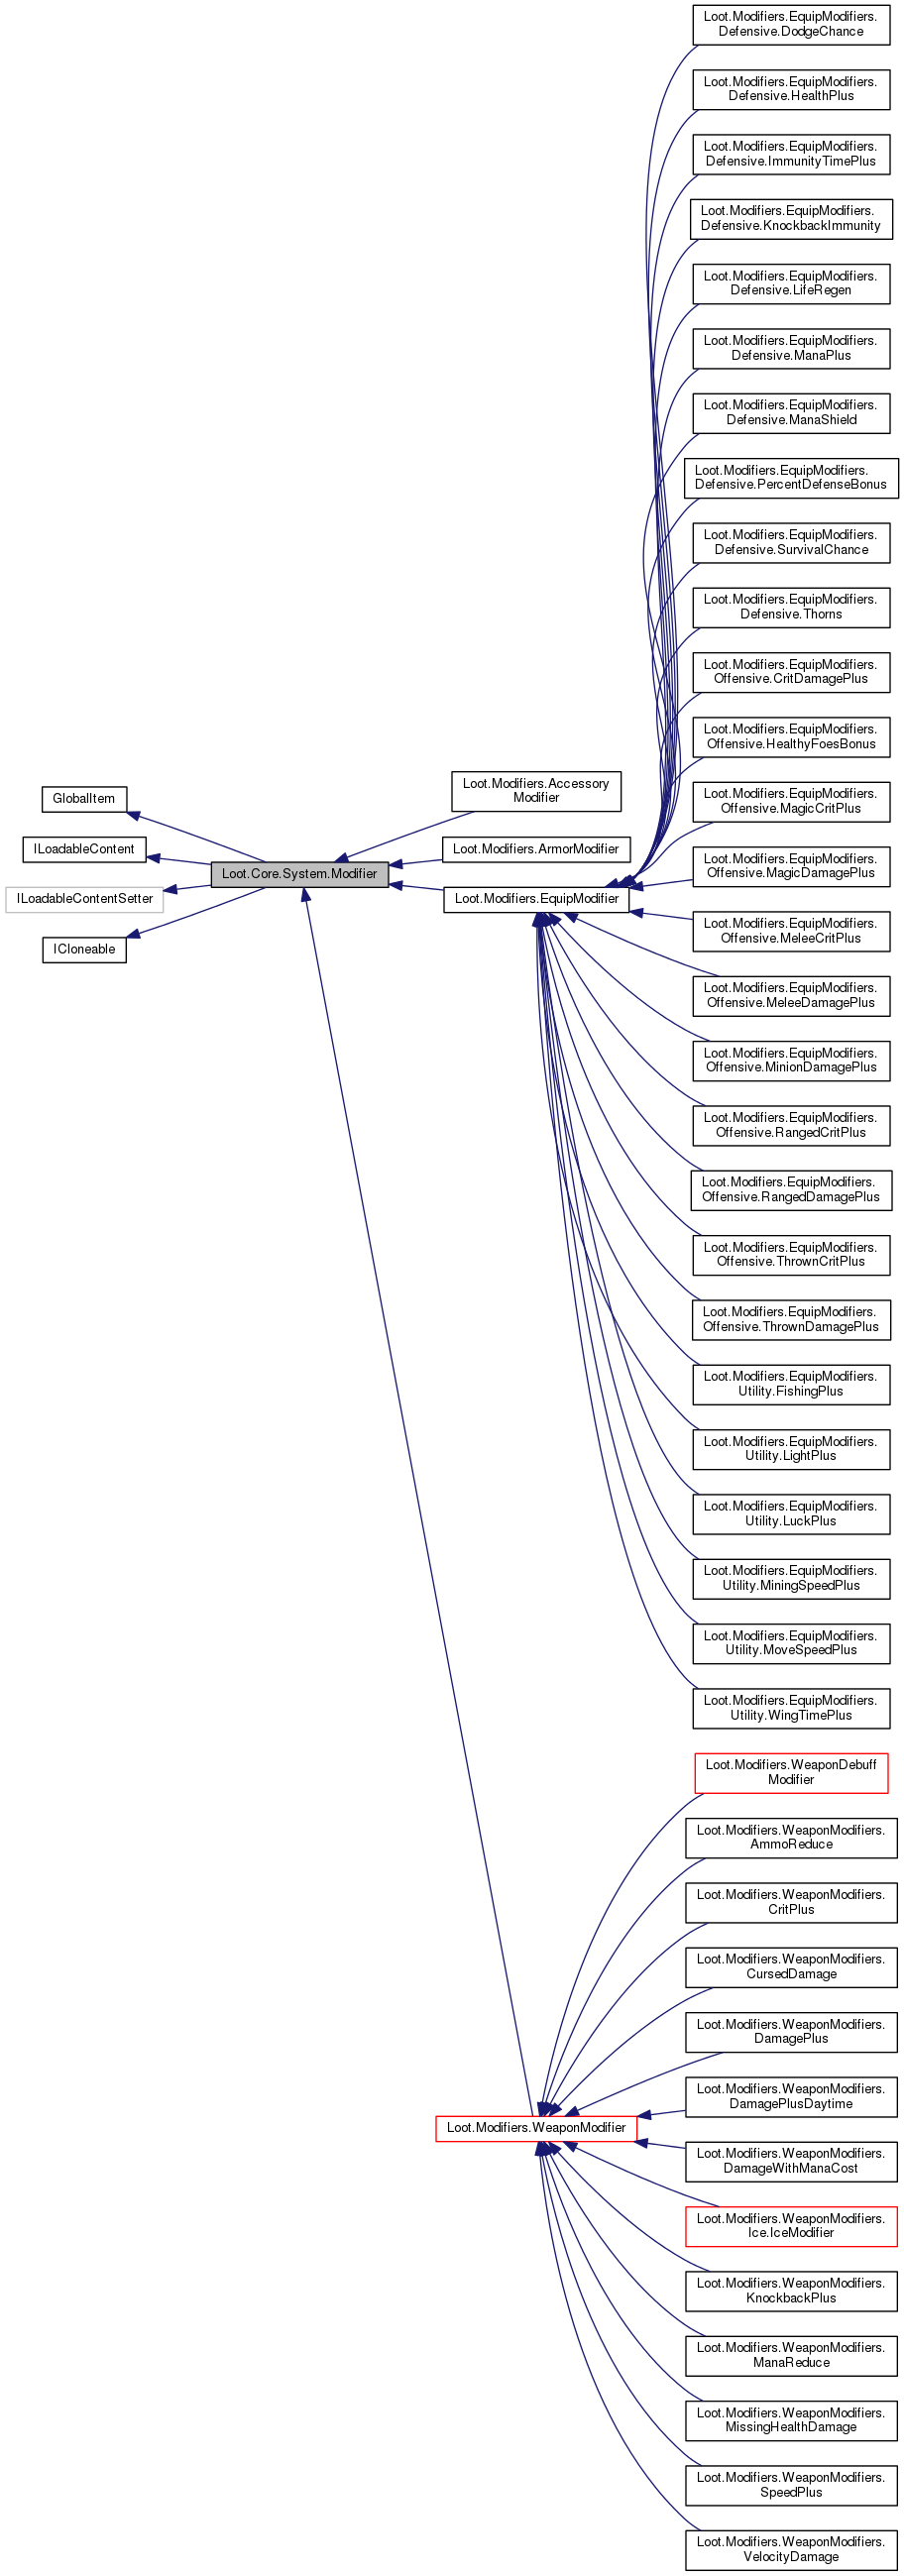 Loot.Modifiers.EquipModifiers.
Defensive.DodgeChance
Loot.Modifiers.EquipModifiers.
Defensive.HealthPlus
Loot.Modifiers.EquipModifiers.
Defensive.ImmunityTimePlus
Loot.Modifiers.EquipModifiers.
Defensive.KnockbackImmunity
Loot.Modifiers.EquipModifiers.
Defensive.LifeRegen
Loot.Modifiers.EquipModifiers.
Defensive.ManaPlus
Loot.Modifiers.EquipModifiers.
Defensive.ManaShield
Loot.Modifiers.EquipModifiers.
Defensive.PercentDefenseBonus
Loot.Modifiers.EquipModifiers.
Defensive.SurvivalChance
Loot.Modifiers.EquipModifiers.
Defensive.Thorns
Loot.Modifiers.EquipModifiers.
Offensive.CritDamagePlus
Loot.Modifiers.EquipModifiers.
Offensive.HealthyFoesBonus
GlobalItem
ILoadableContent
ILoadableContentSetter
ICloneable
Loot.Core.System.Modifier
Loot.Modifiers.Accessory
Modifier
Loot.Modifiers.ArmorModifier
Loot.Modifiers.EquipModifier
Loot.Modifiers.EquipModifiers.
Offensive.MagicCritPlus
Loot.Modifiers.EquipModifiers.
Offensive.MagicDamagePlus
Loot.Modifiers.EquipModifiers.
Offensive.MeleeCritPlus
Loot.Modifiers.EquipModifiers.
Offensive.MeleeDamagePlus
Loot.Modifiers.EquipModifiers.
Offensive.MinionDamagePlus
Loot.Modifiers.EquipModifiers.
Offensive.RangedCritPlus
Loot.Modifiers.EquipModifiers.
Offensive.RangedDamagePlus
Loot.Modifiers.EquipModifiers.
Offensive.ThrownCritPlus
Loot.Modifiers.EquipModifiers.
Offensive.ThrownDamagePlus
Loot.Modifiers.EquipModifiers.
Utility.FishingPlus
Loot.Modifiers.EquipModifiers.
Utility.LightPlus
Loot.Modifiers.EquipModifiers.
Utility.LuckPlus
Loot.Modifiers.EquipModifiers.
Utility.MiningSpeedPlus
Loot.Modifiers.EquipModifiers.
Utility.MoveSpeedPlus
Loot.Modifiers.EquipModifiers.
Utility.WingTimePlus
Loot.Modifiers.WeaponModifier
Loot.Modifiers.WeaponDebuff
Modifier
Loot.Modifiers.WeaponModifiers.
AmmoReduce
Loot.Modifiers.WeaponModifiers.
CritPlus
Loot.Modifiers.WeaponModifiers.
CursedDamage
Loot.Modifiers.WeaponModifiers.
DamagePlus
Loot.Modifiers.WeaponModifiers.
DamagePlusDaytime
Loot.Modifiers.WeaponModifiers.
DamageWithManaCost
Loot.Modifiers.WeaponModifiers.
Ice.IceModifier
Loot.Modifiers.WeaponModifiers.
KnockbackPlus
Loot.Modifiers.WeaponModifiers.
ManaReduce
Loot.Modifiers.WeaponModifiers.
MissingHealthDamage
Loot.Modifiers.WeaponModifiers.
SpeedPlus
Loot.Modifiers.WeaponModifiers.
VelocityDamage